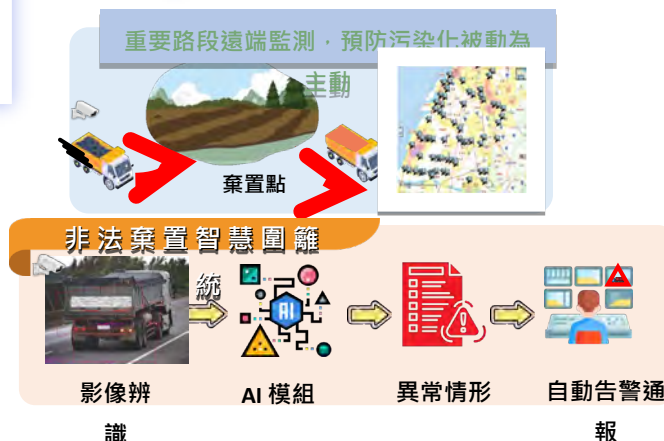 重要路段遠端監測，預防污染化被動為
主動
棄置點
非法棄置智慧圍籬
統
AI
影像辨
識
AI 模組
異常情形
自動告警通
報